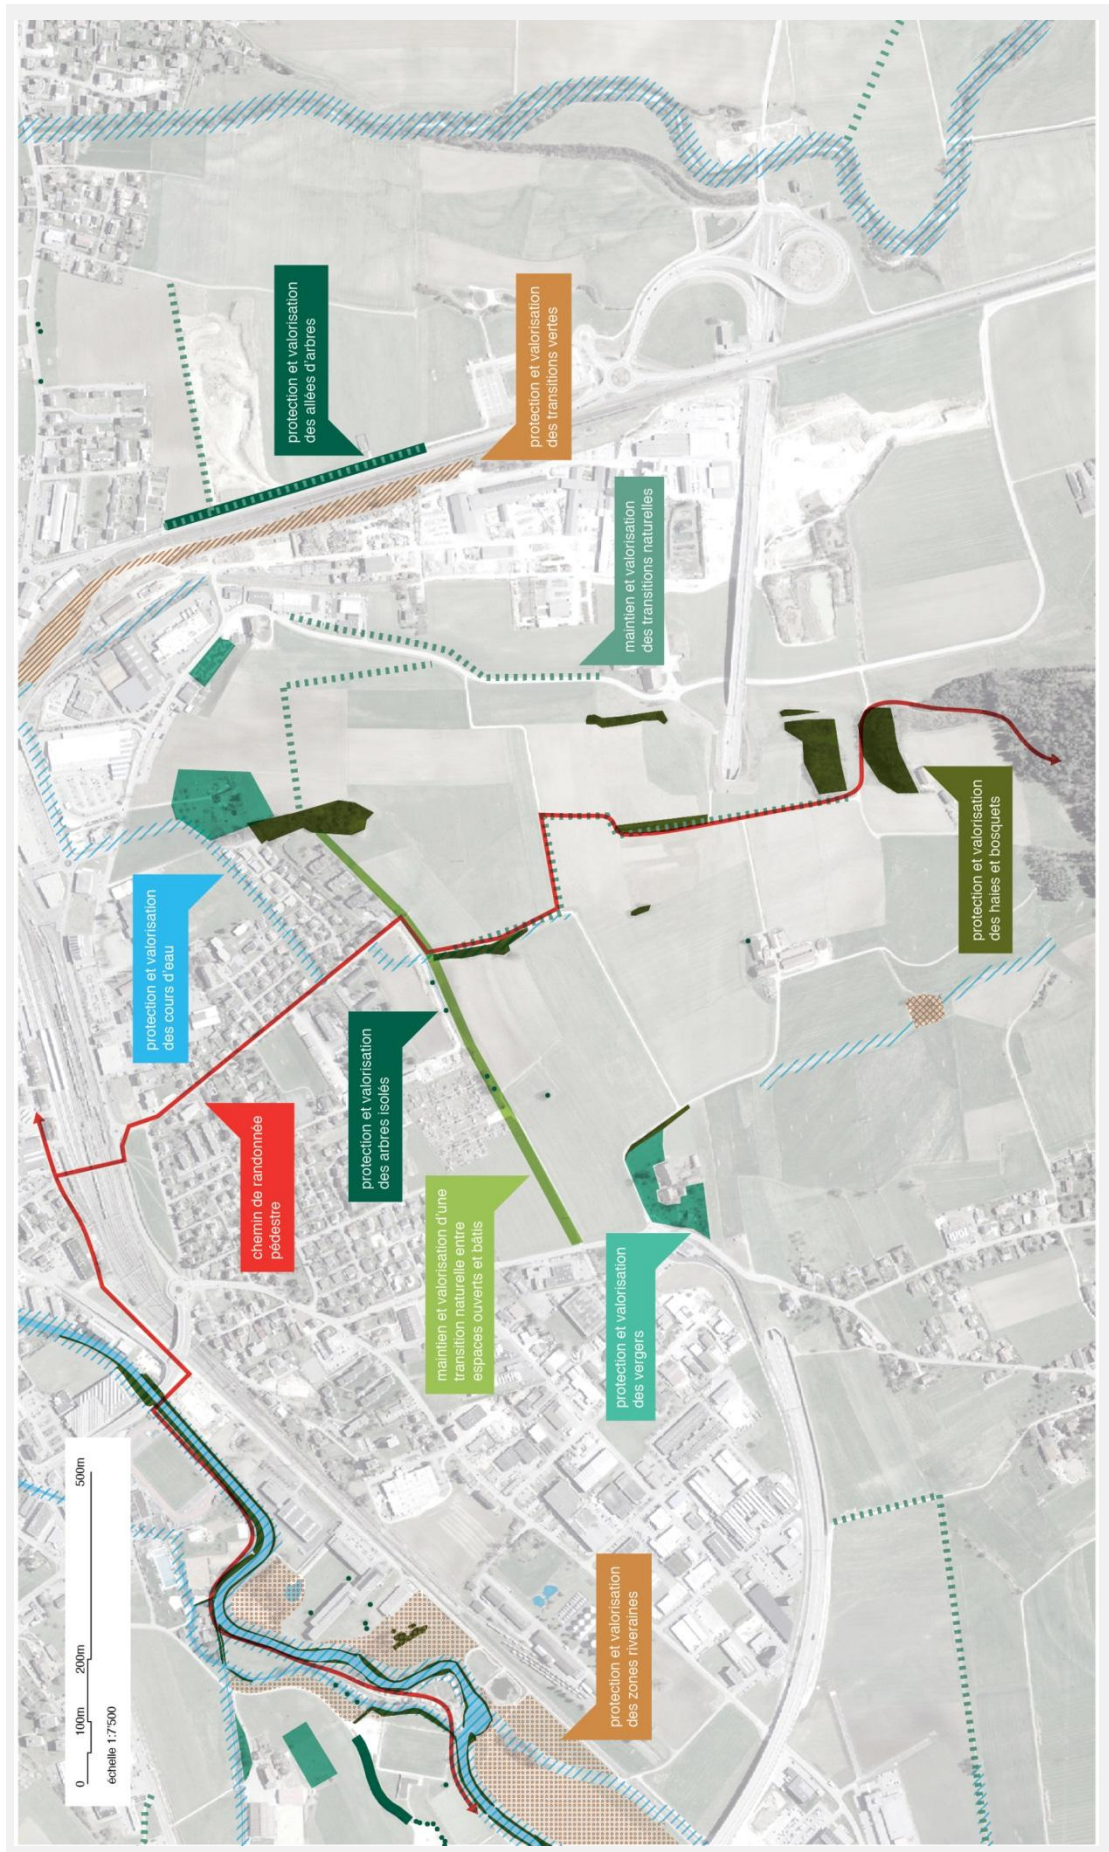 protection et valorisation
des allées d'arbres
protection et valorisation
des transitions vertes
maintien et valorisation
des transitions naturelles
protection et valorisation
des cours d'eau
protection et valorisation
des haies et bosquets
chemin de randonnée
pédestre
protection et valorisation
des arbres isolés
maintien et valorisation d'une
transition naturelle entre
espaces ouverts et bâtis
protection et valorisation
des vergers
protection et valorisation
des zones riveraines
0 100m 200m 500m
échelle 1:7'500